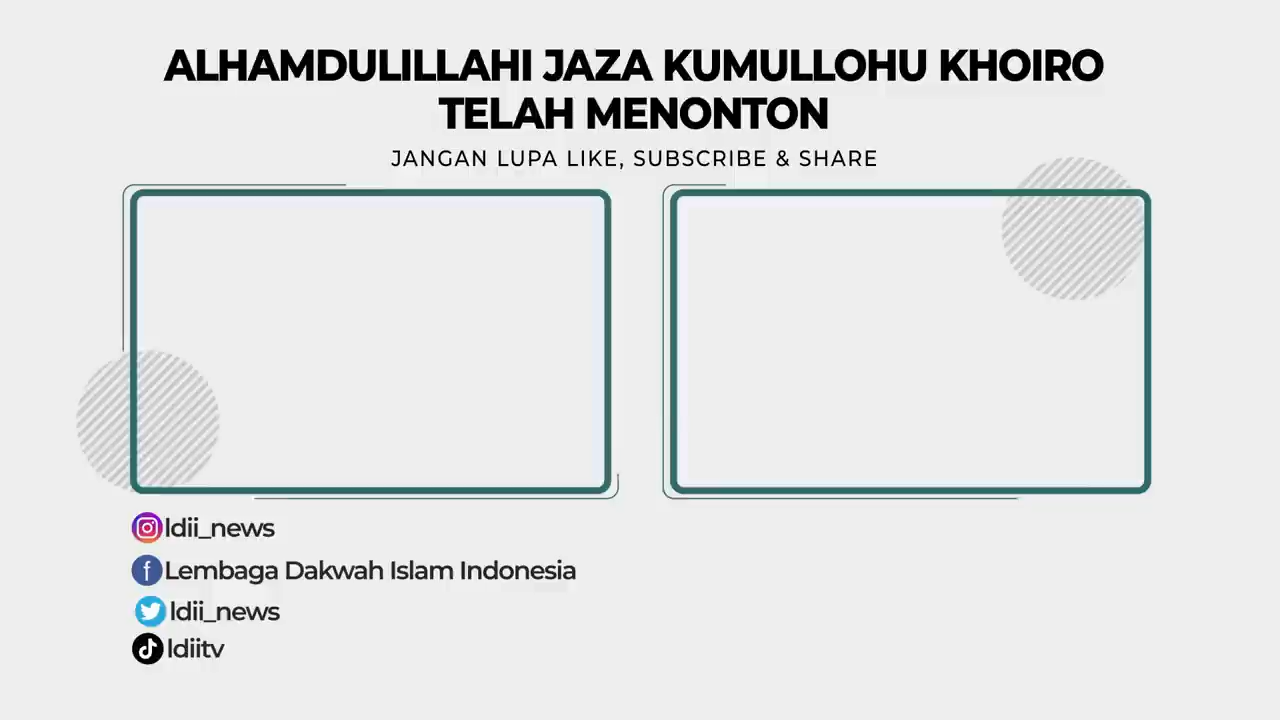 ALHAMDULILLAHI JAZA KUMULLOHU KHOIRO
TELAH MENONTON
JANGAN LUPA LIKE, SUBSCRIBE & SHARE
ldii_news
Lembaga Dakwah Islam Indonesia
ldii_news
ldiitv